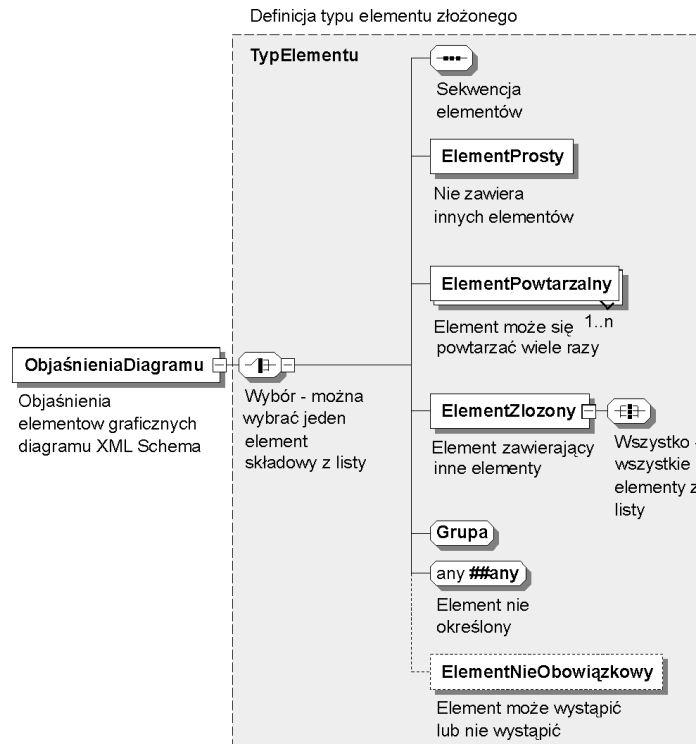 Definicja typu elementu złożonego
TypElementu
Sekwencja
elementów
ElementProsty
Nie zawiera
innych elementów
ElementPowtarzalny
1..n
Element może się
powtarzać wiele razy
ObjaśnieniaDiagramu
Objaśnienia
elementow graficznych
diagramu XML Schema
Wybór - można
wybrać jeden
element
składowy z listy
ElementZlozony
Element zawierający
inne elementy
Wszystko -
wszystkie
elementy z
listy
Grupa
any ##any
Element nie
określony
ElementNieObowiązkowy
Element może wystąpić
lub nie wystąpić